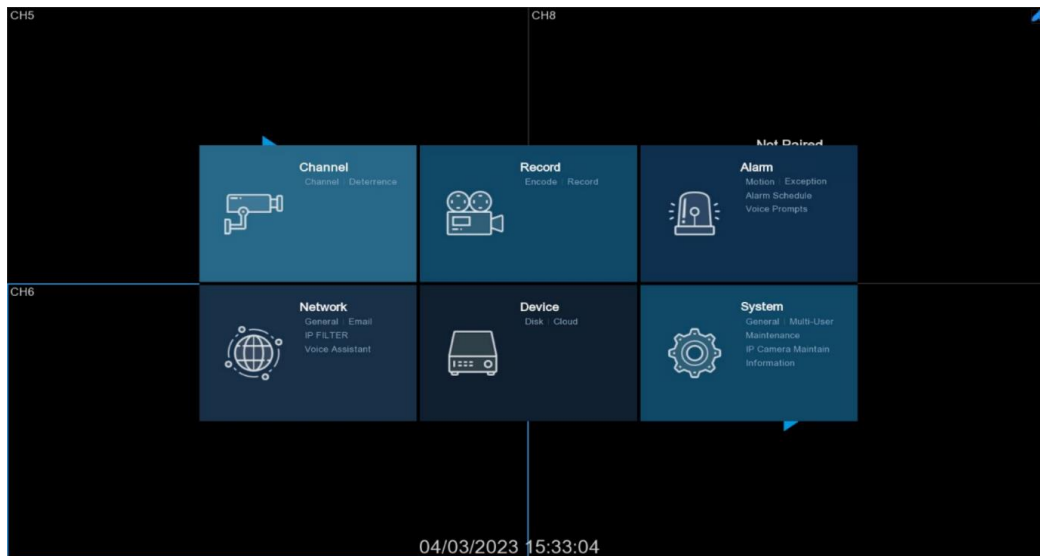 CH5
CH8
Not Paired
Channel
Channel | Deterrence
Record
Encode | Record
Alarm
Motion | Exception
Alarm Schedule
Voice Prompts
CH6
Network
General | Email
IP FILTER
Voice Assistant
Device
Disk | Cloud
System
General | Multi-User
Maintenance
IP Camera Maintain
Information
04/03/2023 15:33:04